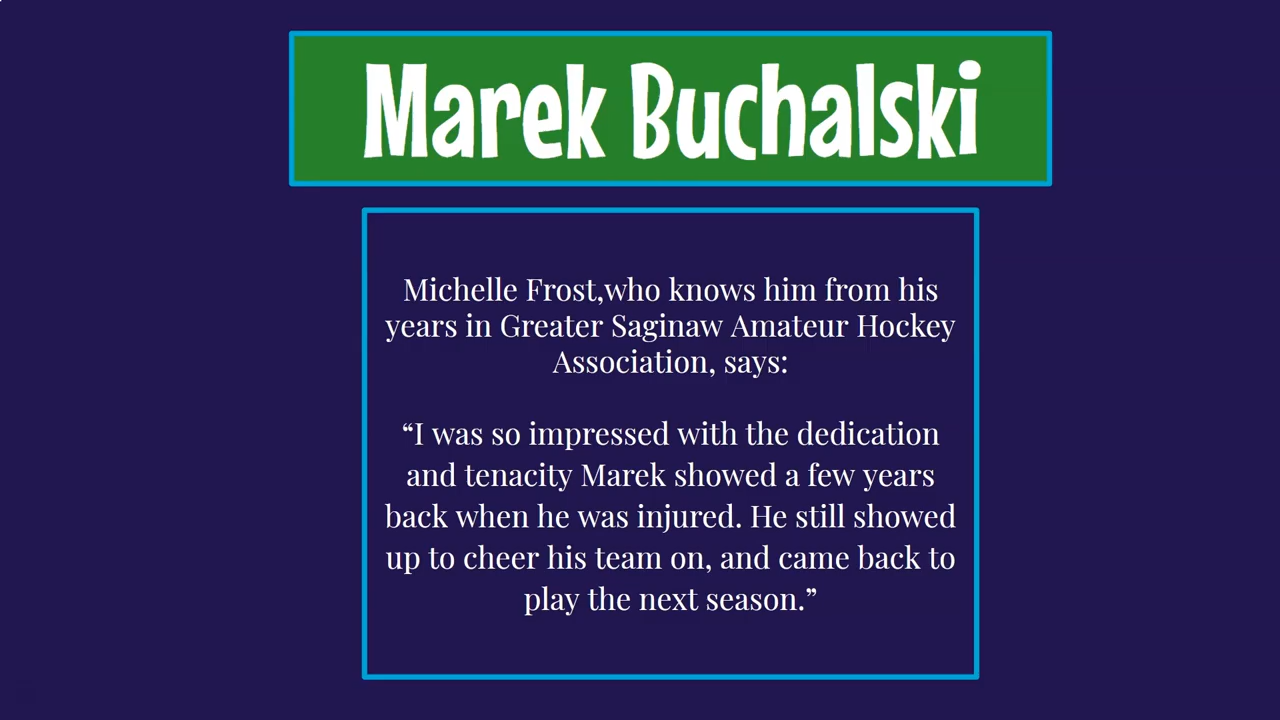 Marek Buchalski
Michelle Frost,who knows him from his
years in Greater Saginaw Amateur Hockey
Association, says:
“I was so impressed with the dedication
and tenacity Marek showed a few years
back when he was injured. He still showed
up to cheer his team on, and came back to
play the next season.”